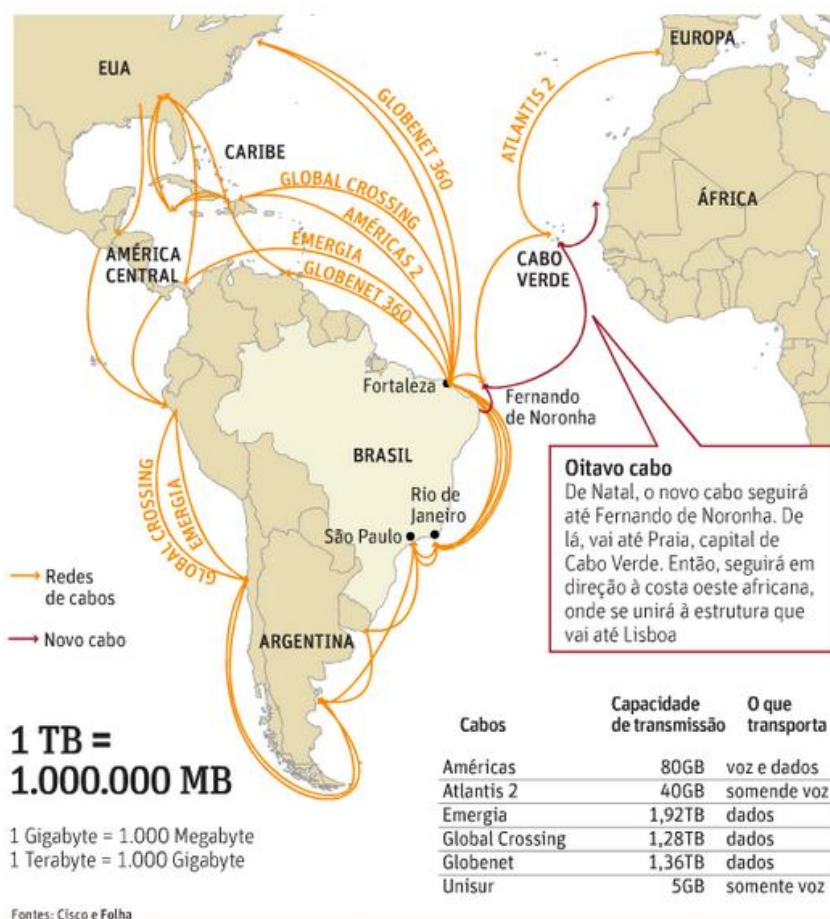 EUROPA
EUA
ATLANTIS 2
GLOBENET 360
CARIBE
GLOBAL CROSSING
ÁFRICA
AMÉRICAS 2
AMÉRICA
CENTRAL
EMERGIA
CABO
VERDE
GLOBENET 360
Fortaleza
Fernando
de Noronha
BRASIL
Rio de
Janeiro
São Paulo
GLOBAL CROSSING
EMERGIA
ARGENTINA
Oitavo cabo
De Natal, o novo cabo seguirá
até Fernando de Noronha. De
lá, vai até Praia, capital de
Cabo Verde. Então, seguirá em
direção à costa oeste africana,
onde se unirá à estrutura que
vai até Lisboa
Redes
de cabos
Novo cabo
1 TB =
1.000.000 MB
1 Gigabyte = 1.000 Megabyte
1 Terabyte = 1.000 Gigabyte
Cabos Capacidade de transmissão O que transporta
Américas 80GB voz e dados
Atlantis 2 40GB somende voz
Emergia 1,92TB dados
Global Crossing 1,28TB dados
Globenet 1,36TB dados
Unisur 5GB somente voz
Fontes: Cisco e Folha